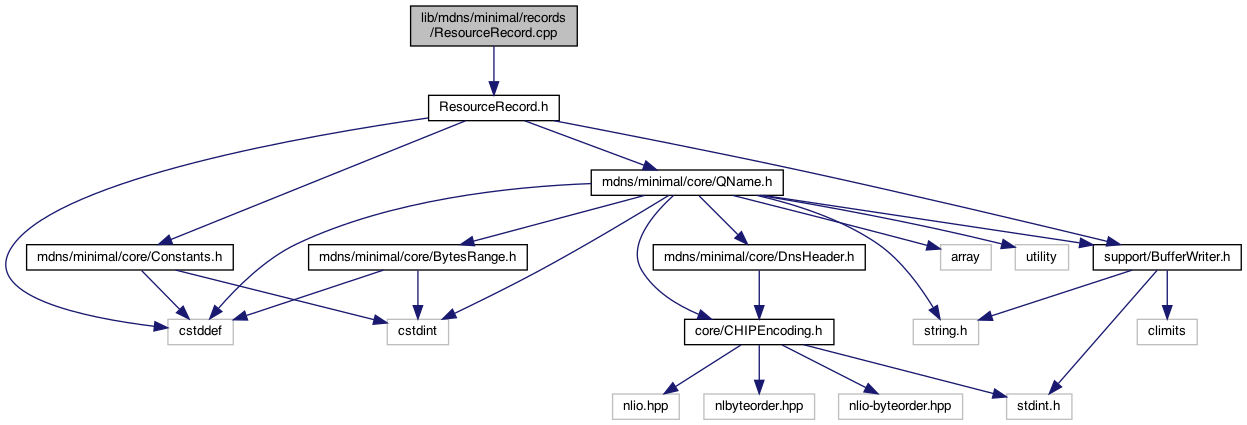 lib/mdns/minimal/records
/ResourceRecord.cpp
ResourceRecord.h
mdns/minimal/core/QName.h
mdns/minimal/core/Constants.h
mdns/minimal/core/BytesRange.h
mdns/minimal/core/DnsHeader.h
array
utility
support/BufferWriter.h
cstddef
cstdint
core/CHIPEncoding.h
string.h
climits
nlio.hpp
nlbyteorder.hpp
nlio-byteorder.hpp
stdint.h